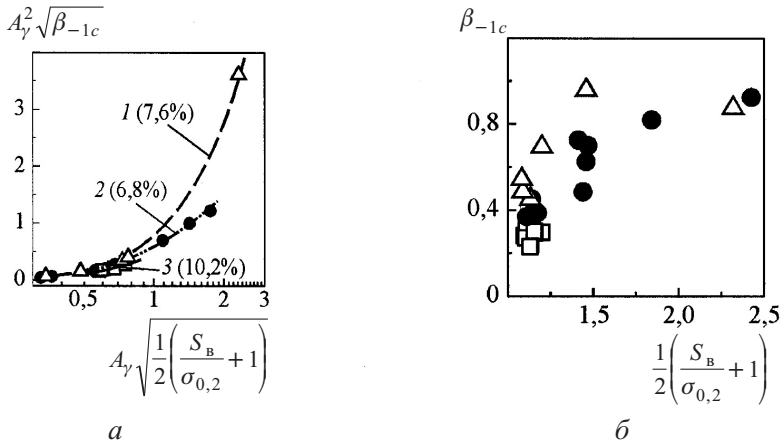 A_γ^2 √β_{−1c}
3
2
1
0
1 (7,6%)
2 (6,8%)
3 (10,2%)
0,5 1 2 3
A_γ √(1/2 (S_в/σ_{0,2} + 1))
а
β_{−1c}
0,8
0,4
0
1,5 2,0 2,5
1/2 (S_в/σ_{0,2} + 1)
б